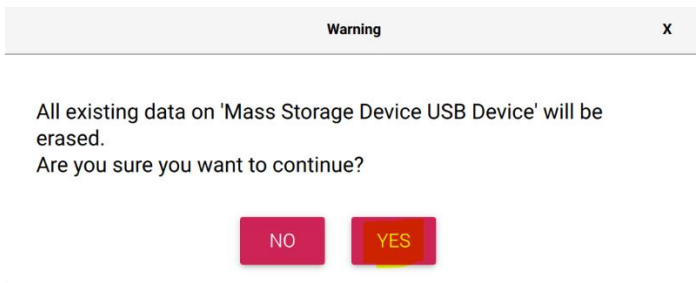 Warning
X
All existing data on 'Mass Storage Device USB Device' will be
erased.
Are you sure you want to continue?
NO
YES